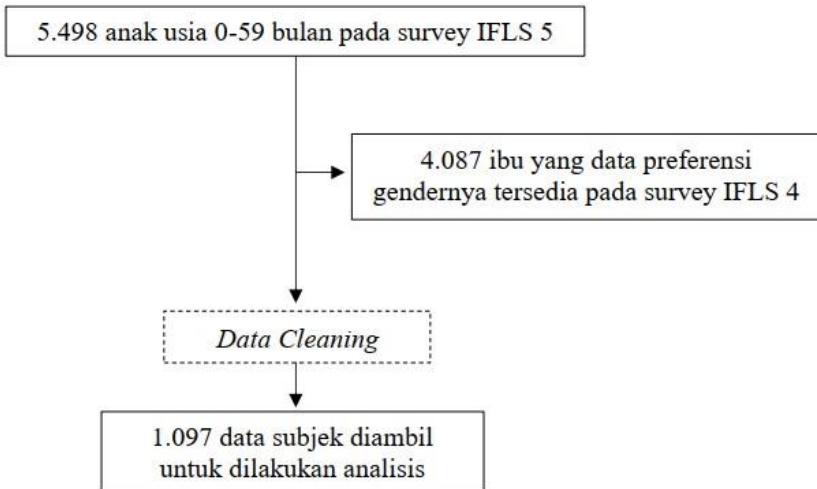 5.498 anak usia 0-59 bulan pada survey IFLS 5
4.087 ibu yang data preferensi
gendernya tersedia pada survey IFLS 4
Data Cleaning
1.097 data subjek diambil
untuk dilakukan analisis